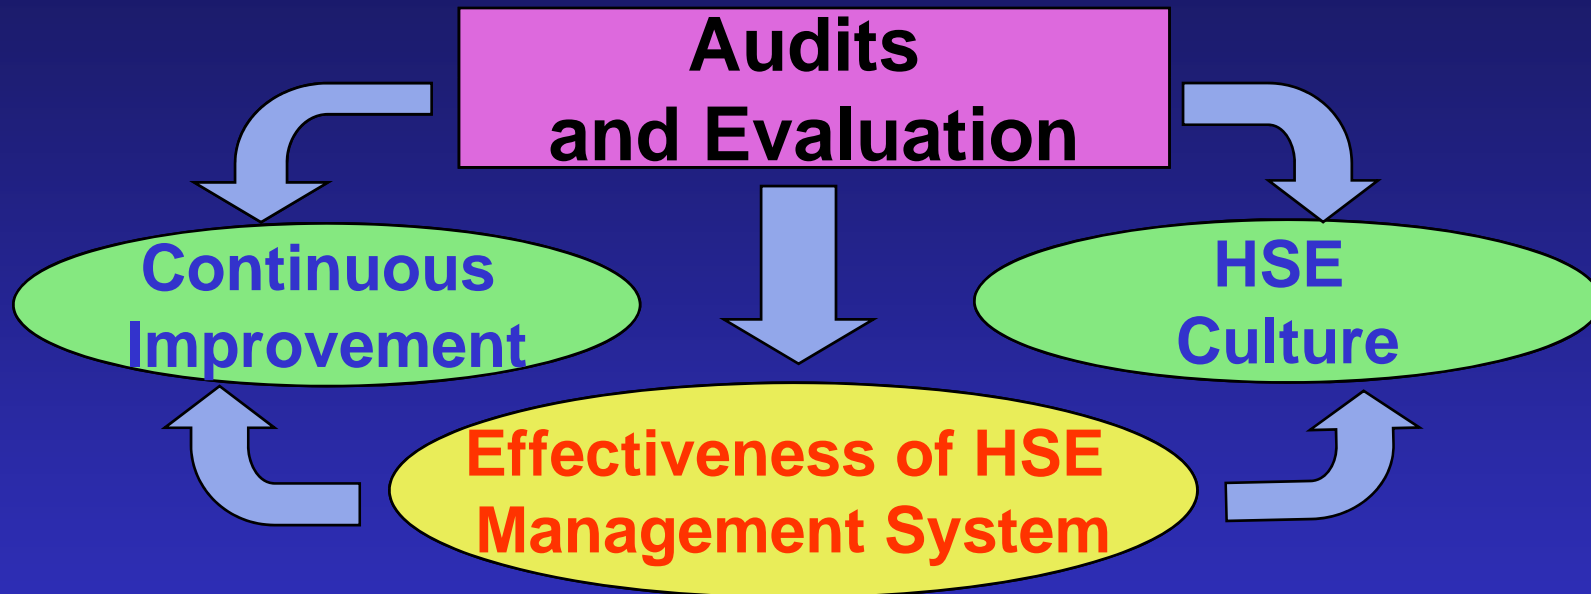 Audits
and Evaluation
Continuous
Improvement
HSE
Culture
Effectiveness of HSE
Management System